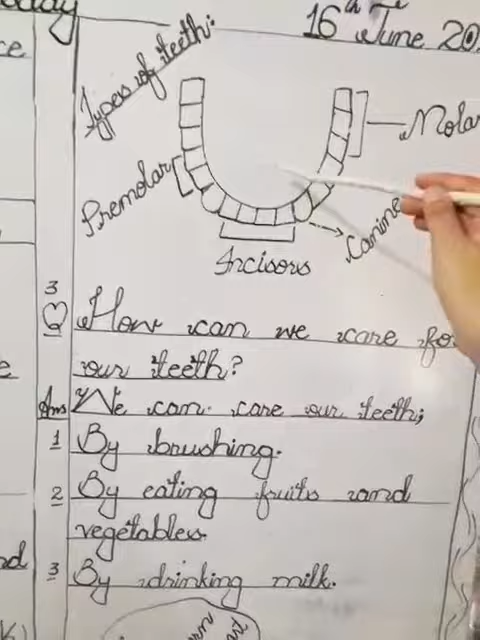 16th June 20
Types of teeth:
Molar
Premolar
Canine
Incisors
3
Q How can we care for
our teeth?
Ans We can care our teeth;
1 By brushing.
2 By eating fruits and
vegetables.
3 By drinking milk.